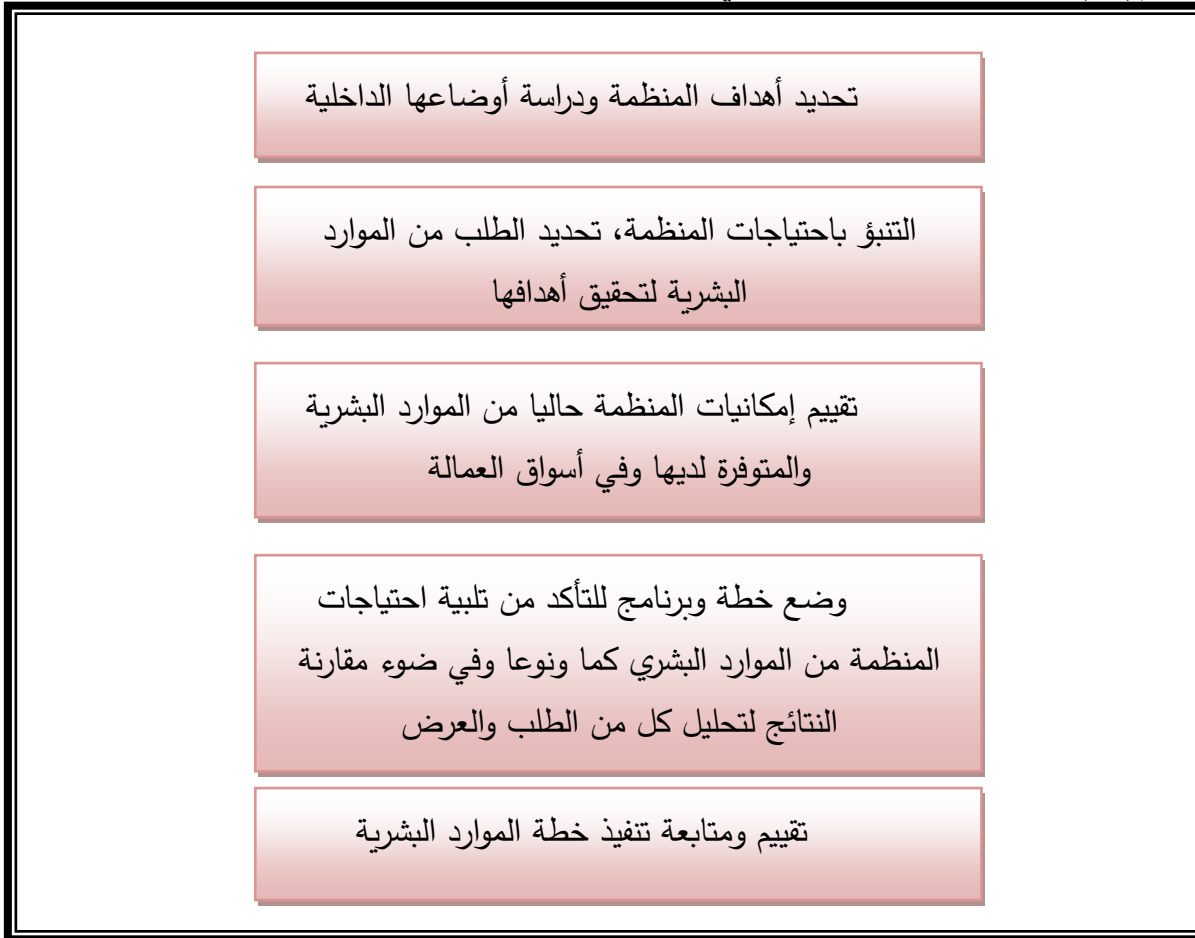 تحديد أهداف المنظمة ودراسة أوضاعها الداخلية
التنبؤ باحتياجات المنظمة، تحديد الطلب من الموارد
البشرية لتحقيق أهدافها
تقييم إمكانيات المنظمة حاليا من الموارد البشرية
والمتوفرة لديها وفي أسواق العمالة
وضع خطة وبرنامج للتأكد من تلبية احتياجات
المنظمة من الموارد البشري كما ونوعا وفي ضوء مقارنة
النتائج لتحليل كل من الطلب والعرض
تقييم ومتابعة تنفيذ خطة الموارد البشرية